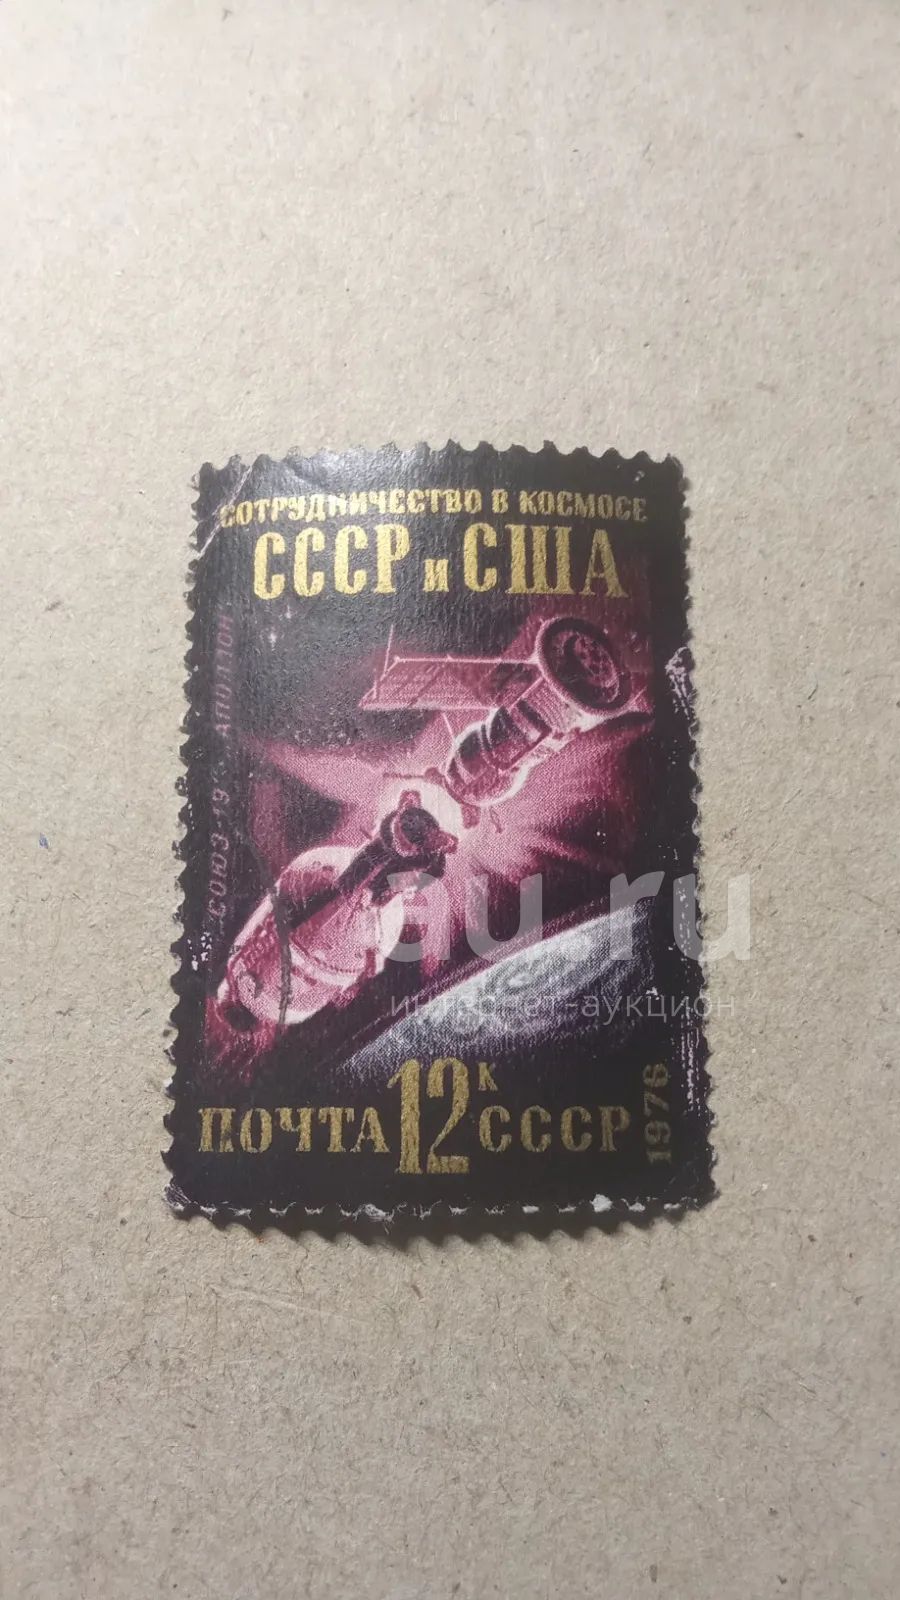 СОТРУДНИЧЕСТВО В КОСМОСЕ
СССР и США
СОЮЗ-19 АПОЛЛОН
au.ru
интернет-аукцион
ПОЧТА 12К СССР
1976